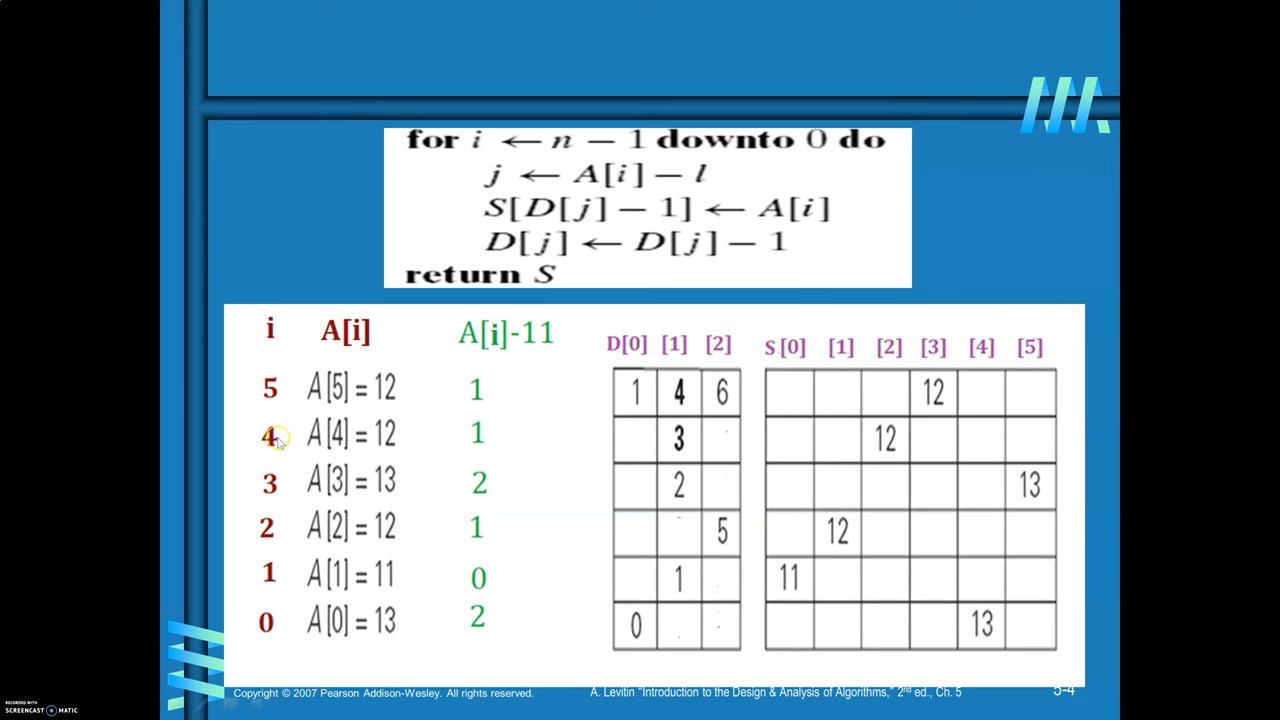 for i ← n − 1 downto 0 do
j ← A[i] − l
S[D[j] − 1] ← A[i]
D[j] ← D[j] − 1
return S
i A[i] A[i]-11 D[0] [1] [2] S.[0] [1] [2] [3] [4] [5]
5 A[5] = 12 1 1 4 6 12
4 A[4] = 12 1 3 12
3 A[3] = 13 2 2 13
2 A[2] = 12 1 5 12
1 A[1] = 11 0 1 11
0 A[0] = 13 2 0 13
Copyright © 2007 Pearson Addison-Wesley. All rights reserved. A. Levitin "Introduction to the Design & Analysis of Algorithms," 2nd ed., Ch. 5 5-4
RECORDED WITH
SCREENCAST MATIC